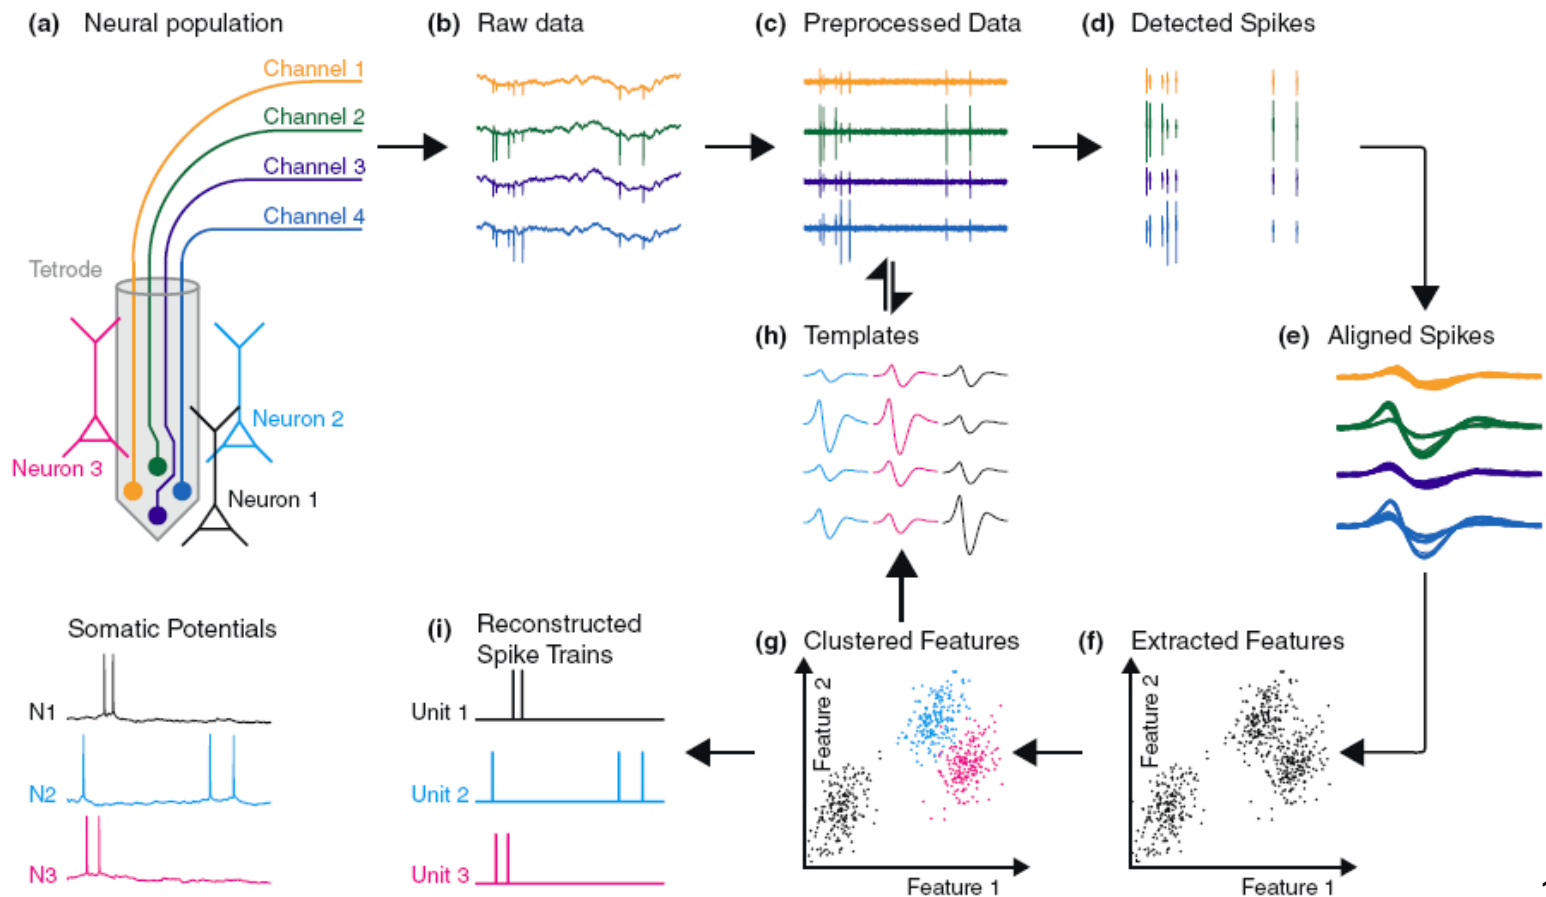 (a) Neural population
(b) Raw data
(c) Preprocessed Data
(d) Detected Spikes
Channel 1
Channel 2
Channel 3
Channel 4
Tetrode
Neuron 2
Neuron 3
Neuron 1
(h) Templates
(e) Aligned Spikes
Somatic Potentials
N1
N2
N3
(i) Reconstructed
Spike Trains
Unit 1
Unit 2
Unit 3
(g) Clustered Features
Feature 2
Feature 1
(f) Extracted Features
Feature 2
Feature 1